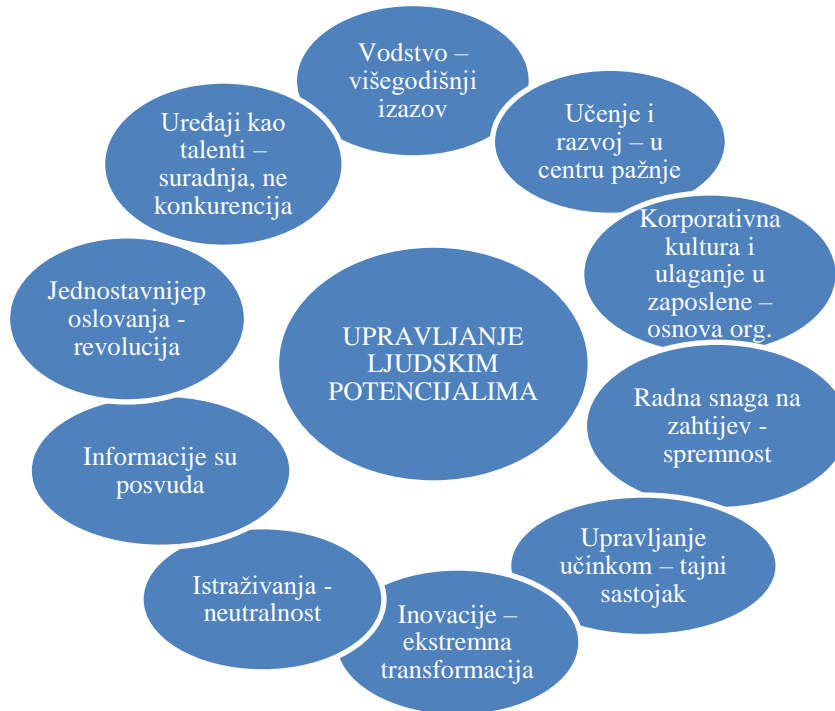 Vodstvo –
višegodišnji
izazov
Učenje i
razvoj – u
centru pažnje
Korporativna
kultura i
ulaganje u
zaposlene –
osnova org.
Radna snaga na
zahtijev -
spremnost
Upravljanje
učinkom – tajni
sastojak
Inovacije –
ekstremna
transformacija
Istraživanja -
neutralnost
Informacije su
posvuda
Jednostavnijep
oslovanja -
revolucija
Uređaji kao
talenti –
suradnja, ne
konkurencija
UPRAVLJANJE
LJUDSKIM
POTENCIJALIMA